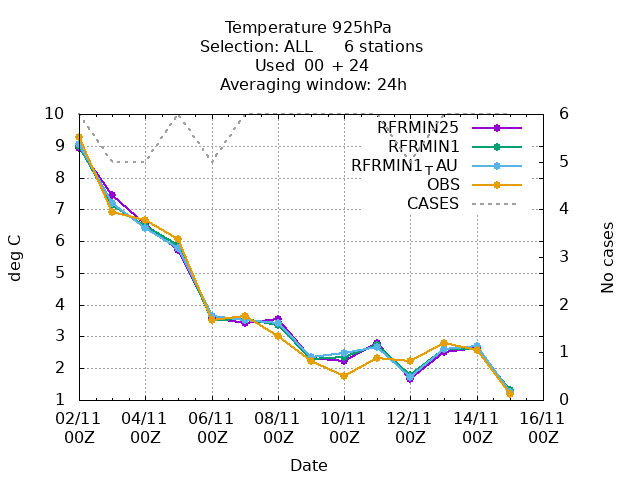 Temperature 925hPa
Selection: ALL 6 stations
Used 00 + 24
Averaging window: 24h
10
9
8
7
6
5
4
3
2
1
6
5
4
3
2
1
0
RFRMIN25
RFRMIN1
RFRMIN1_TAU
OBS
CASES
deg C
No cases
02/11 04/11 06/11 08/11 10/11 12/11 14/11 16/11
00Z 00Z 00Z 00Z 00Z 00Z 00Z 00Z
Date